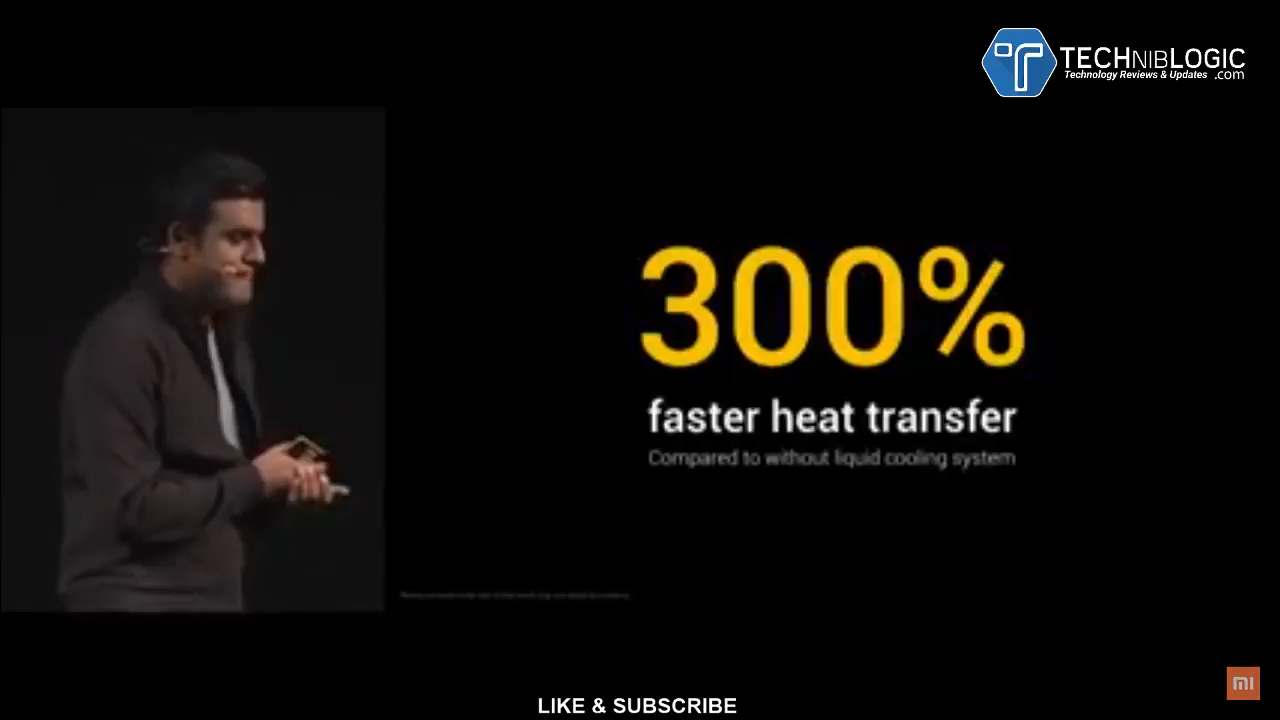 TECHNIBLOGIC
Technology Reviews & Updates .com
300%
faster heat transfer
Compared to without liquid cooling system
MI
LIKE & SUBSCRIBE